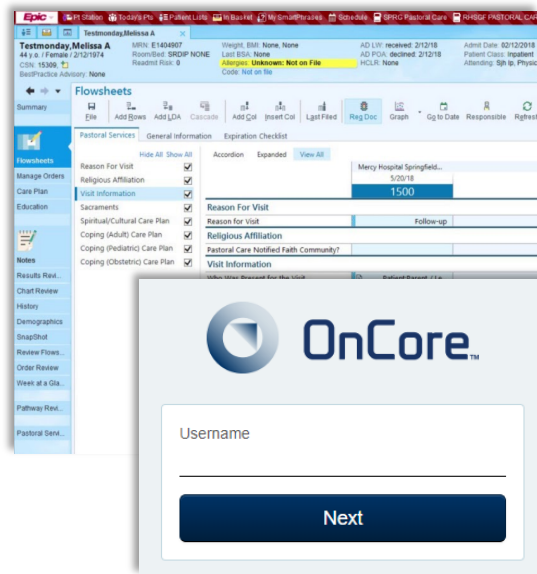 Epic
Pt Station
Today's Pts
Patient Lists
In Basket
My SmartPhrases
Schedule
SPRG Pastoral Care
RHSGF PASTORAL CAR
Testmonday,Melissa A
Testmonday,Melissa A
MRN: E1404907
Weight, BMI: None, None
AD LW: received: 2/12/18
Admit Date: 02/12/2018
44 y.o. / Female / 2/12/1974
Room/Bed: SRDIP NONE
Last BSA: None
AD POA: declined: 2/12/18
Patient Class: Inpatient
CSN: 15309,
Readmit Risk: 0
Allergies: Unknown: Not on File
HCLR: None
Attending: Sjh Ip, Physic
BestPractice Advisory: None
Code: Not on file
Flowsheets
Summary
File
Add Rows
Add LDA
Cascade
Add Col
Insert Col
Last Filed
Reg Doc
Graph
Go to Date
Responsible
Refresh
Pastoral Services
General Information
Expiration Checklist
Flowsheets
Manage Orders
Care Plan
Education
Notes
Results Revi...
Chart Review
History
Demographics
SnapShot
Review Flows...
Order Review
Week at a Gla...
Pathway Revi...
Pastoral Servi...
Hide All Show All
Reason For Visit
Religious Affiliation
Visit Information
Sacraments
Spiritual/Cultural Care Plan
Coping (Adult) Care Plan
Coping (Pediatric) Care Plan
Coping (Obstetric) Care Plan
Accordion
Expanded
View All
Mercy Hospital Springfield...
5/20/18
1500
Reason For Visit
Reason for Visit
Follow-up
Religious Affiliation
Pastoral Care Notified Faith Community?
Visit Information
Who Was Present for the Visit
Patient;Parent
OnCore™
Username
Next